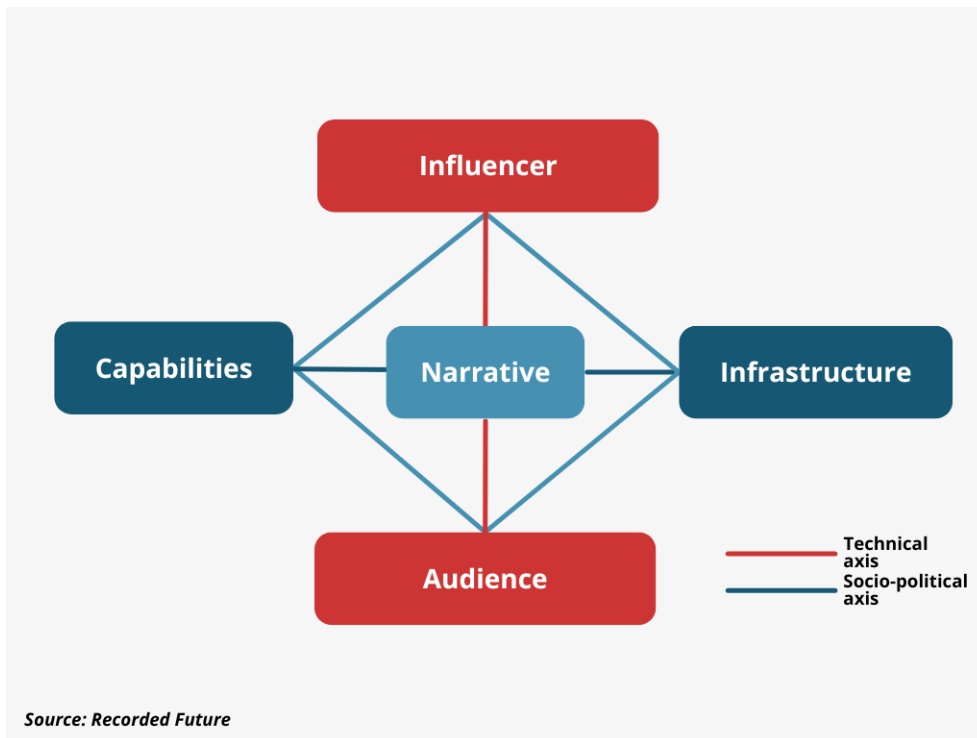 Influencer
Capabilities
Narrative
Infrastructure
Audience
Technical
axis
Socio-political
axis
Source: Recorded Future